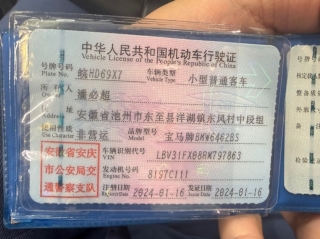 中华人民共和国机动车行驶证
Vehicle License of the People's Republic of China
号牌号码 Plate No. 皖HD69X7 车辆类型 Vehicle Type 小型普通客车
所有人 潘必超
安徽省池州市东至县洋湖镇东风村中段组
使用性质 Use Character 非营运 品牌型号 Model 宝马牌BMW6462BS
安徽省安庆
市公安局交
通警察支队
车辆识别代号 VIN LBV31FX08RW797863
发动机号码 Engine No. 8157C111
注册日期 Register Date 2024-01-16 发证日期 Issue Date 2024-01-16